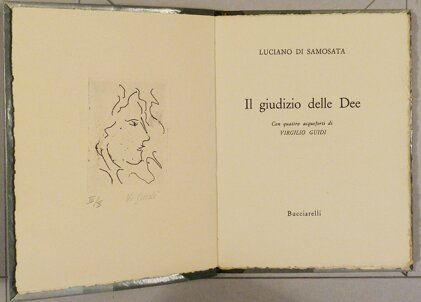 LUCIANO DI SAMOSATA
Il giudizio delle Dee
Con quattro acqueforti di
VIRGILIO GUIDI
Bucciarelli